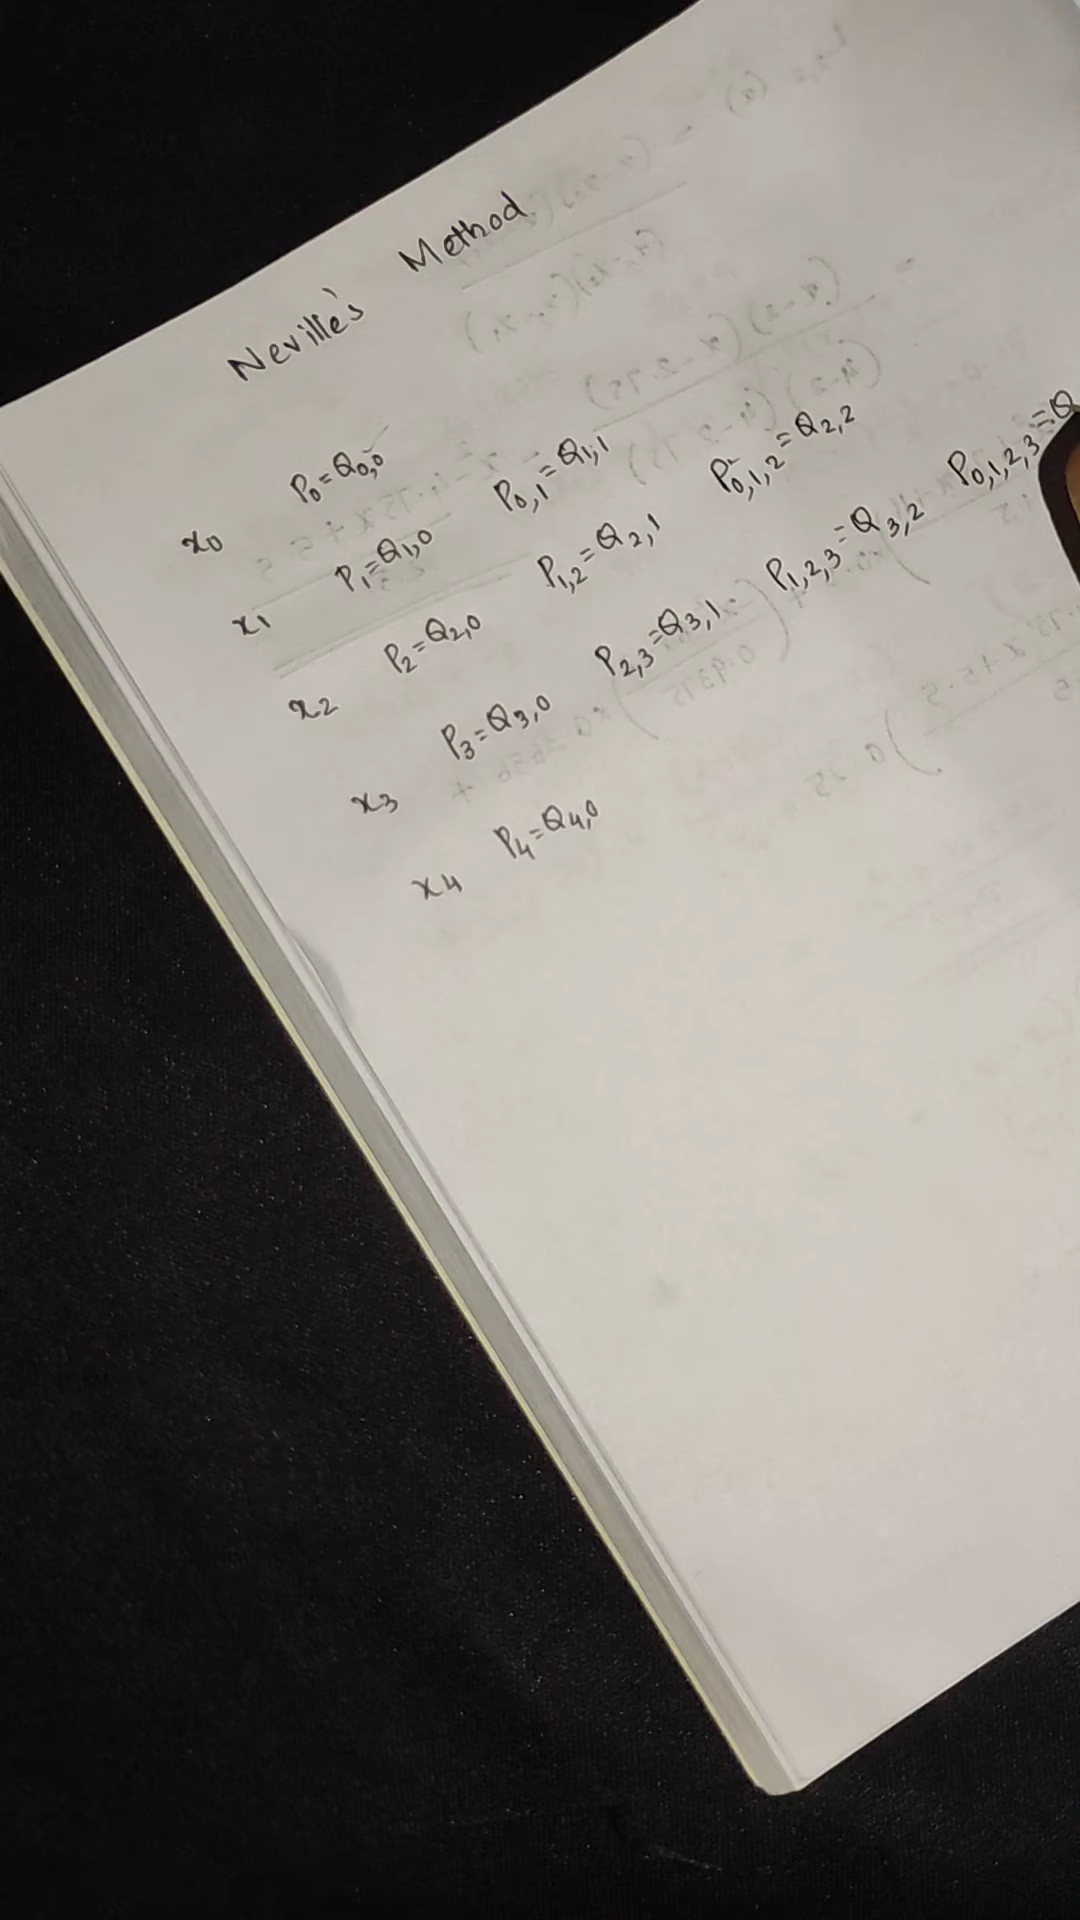 Neville's Method
x0 P0=Q0,0 P0,1=Q1,1 P0,1,2=Q2,2 P0,1,2,3=Q
x1 P1=Q1,0 P1,2=Q2,1 P1,2,3=Q3,2
x2 P2=Q2,0 P2,3=Q3,1
x3 P3=Q3,0
x4 P4=Q4,0